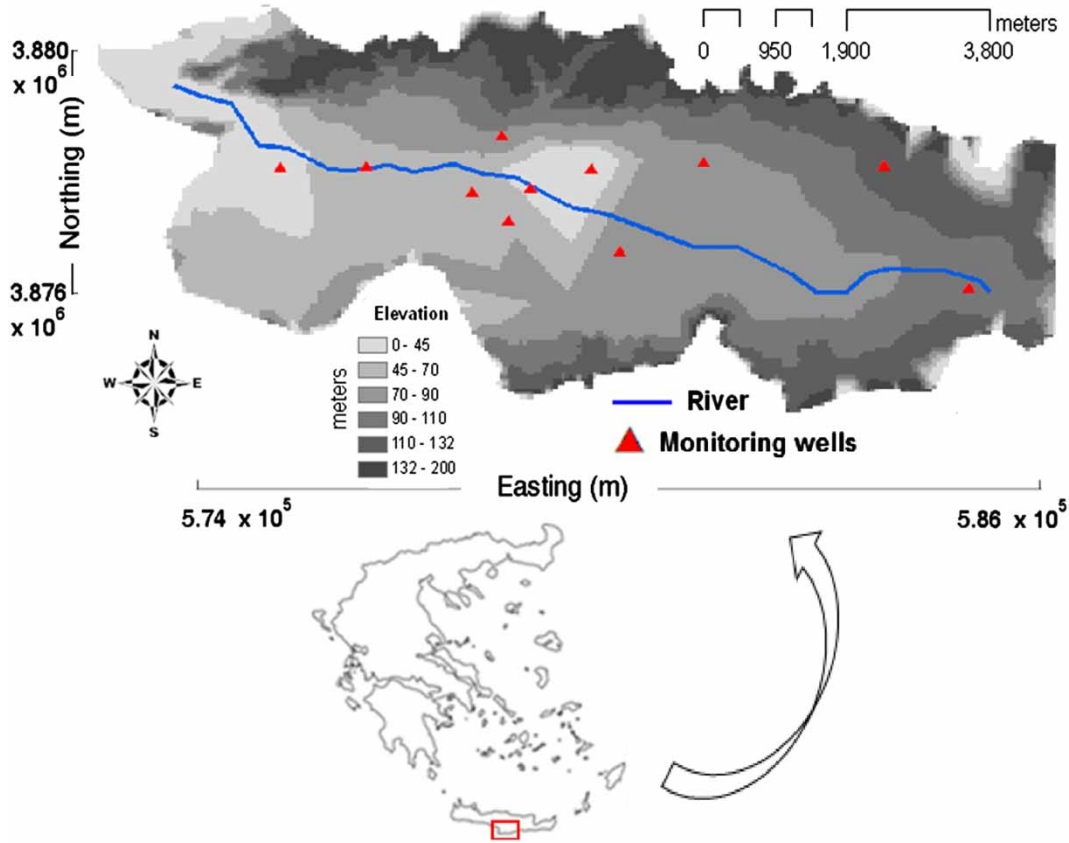 meters
0 950 1,900 3,800
3.880
x 10⁶
Northing (m)
3.876
x 10⁶
N
W E
S
Elevation
meters
0 - 45
45 - 70
70 - 90
90 - 110
110 - 132
132 - 200
River
Monitoring wells
Easting (m)
5.74 x 10⁵
5.86 x 10⁵